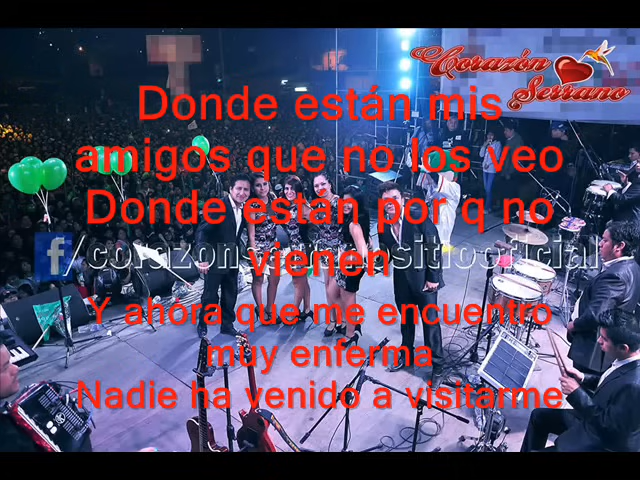 Corazón
Serrano
Donde están mis
amigos que no los veo
Donde están por q no
/corazonserranositiooficial
vienen
Y ahora que me encuentro
muy enferma
Nadie ha venido a visitarme